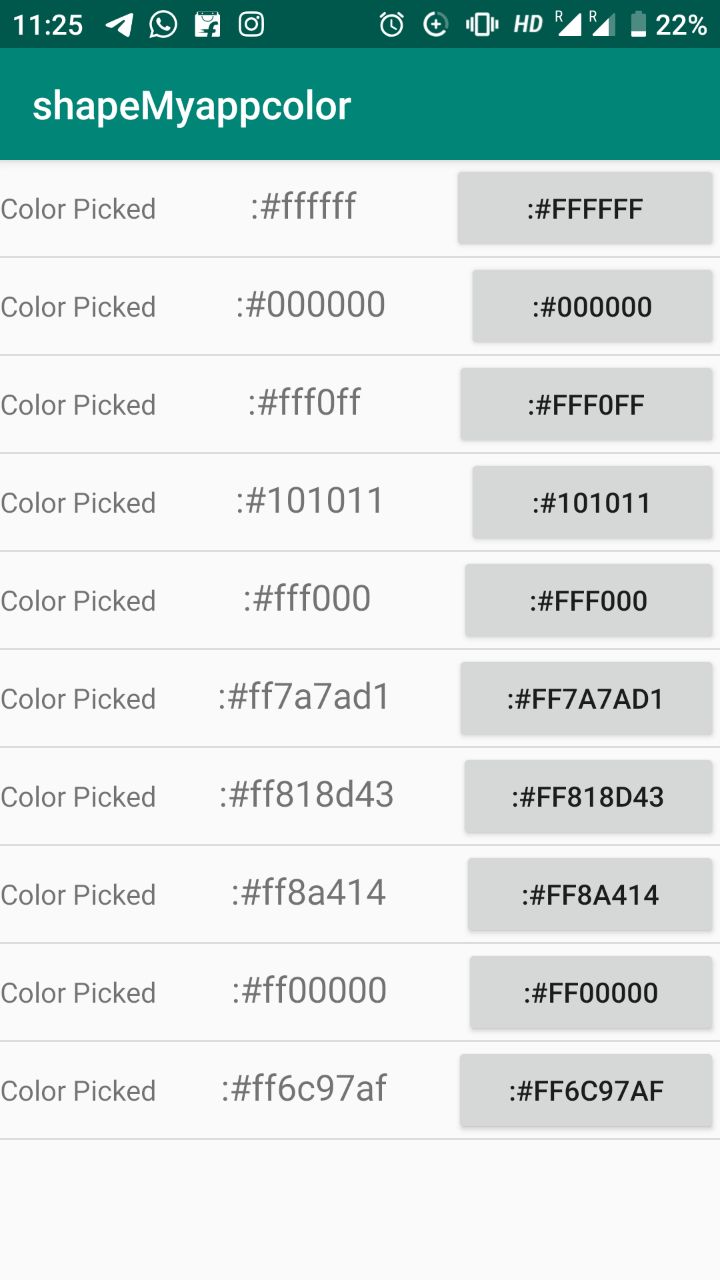 11:25 HD R R 22%
shapeMyappcolor
Color Picked :#ffffff :#FFFFFF
Color Picked :#000000 :#000000
Color Picked :#fff0ff :#FFF0FF
Color Picked :#101011 :#101011
Color Picked :#fff000 :#FFF000
Color Picked :#ff7a7ad1 :#FF7A7AD1
Color Picked :#ff818d43 :#FF818D43
Color Picked :#ff8a414 :#FF8A414
Color Picked :#ff00000 :#FF00000
Color Picked :#ff6c97af :#FF6C97AF